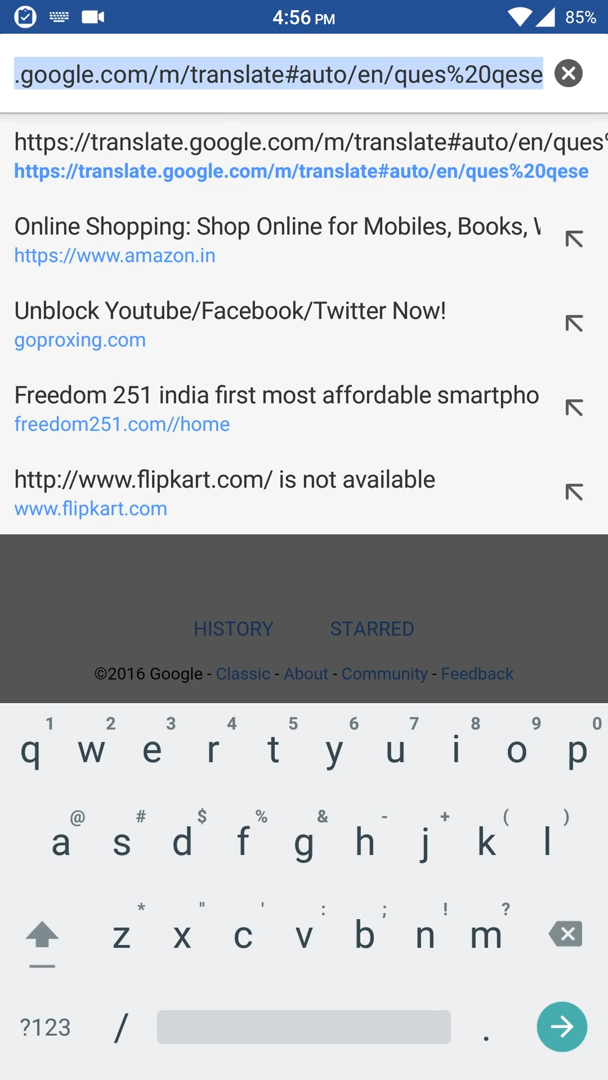 4:56 PM
85%
.google.com/m/translate#auto/en/ques%20qese
https://translate.google.com/m/translate#auto/en/ques%
https://translate.google.com/m/translate#auto/en/ques%20qese
Online Shopping: Shop Online for Mobiles, Books, W
https://www.amazon.in
Unblock Youtube/Facebook/Twitter Now!
goproxing.com
Freedom 251 india first most affordable smartpho
freedom251.com//home
http://www.flipkart.com/ is not available
www.flipkart.com
HISTORY STARRED
©2016 Google - Classic - About - Community - Feedback
1 2 3 4 5 6 7 8 9 0
q w e r t y u i o p
@ # $ % & - + ( )
a s d f g h j k l
* " ' : ; ! ?
z x c v b n m
?123 / .